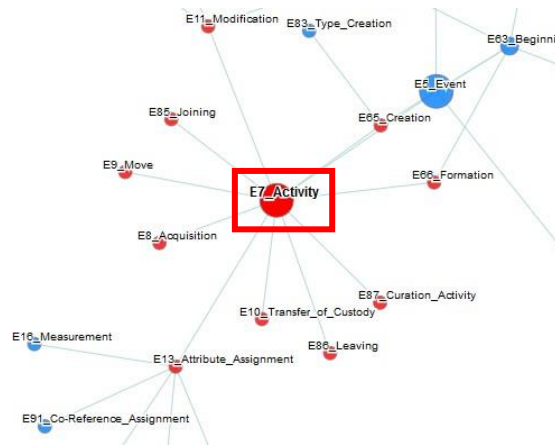 E11_Modification
E83_Type_Creation
E63_Beginni
E5_Event
E85_Joining
E65_Creation
E9_Move
E66_Formation
E7_Activity
E8_Acquisition
E87_Curation_Activity
E10_Transfer_of_Custody
E16_Measurement
E86_Leaving
E13_Attribute_Assignment
E91_Co-Reference_Assignment